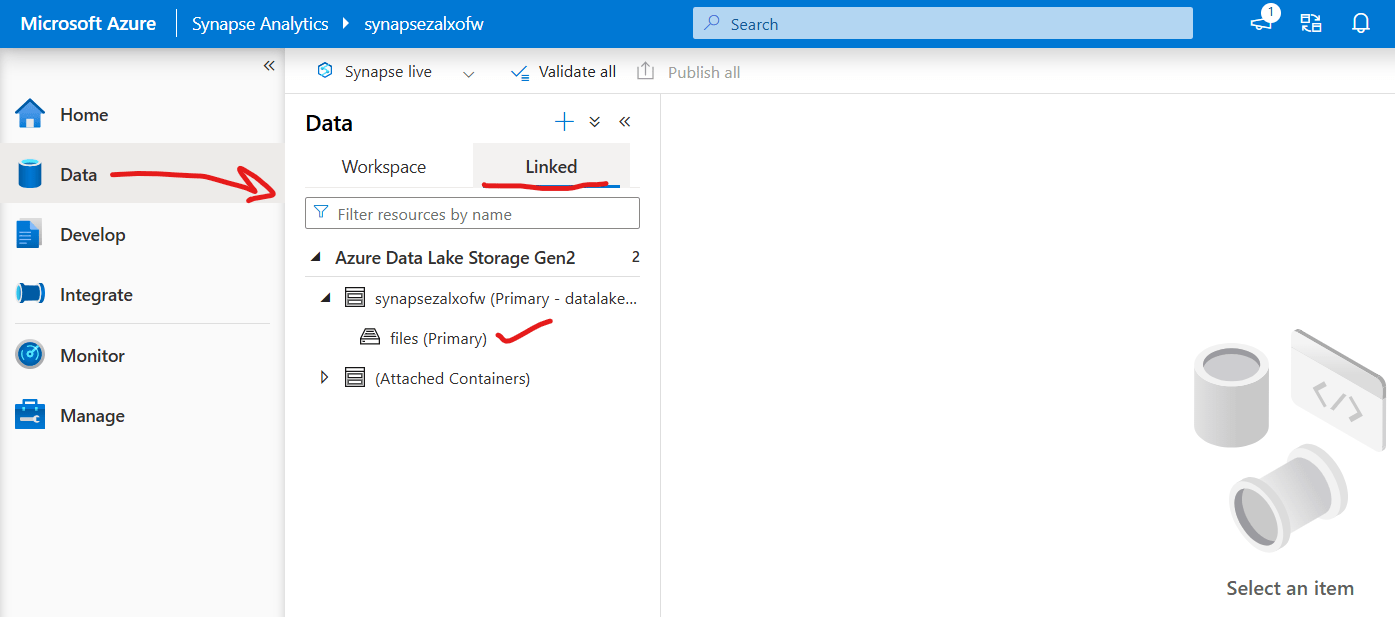 Microsoft Azure
Synapse Analytics
synapsezalxofw
Search
1
Synapse live
Validate all
Publish all
Home
Data
Develop
Integrate
Monitor
Manage
Data
Workspace
Linked
Filter resources by name
Azure Data Lake Storage Gen2 2
synapsezalxofw (Primary - datalake...
files (Primary)
(Attached Containers)
</>
Select an item